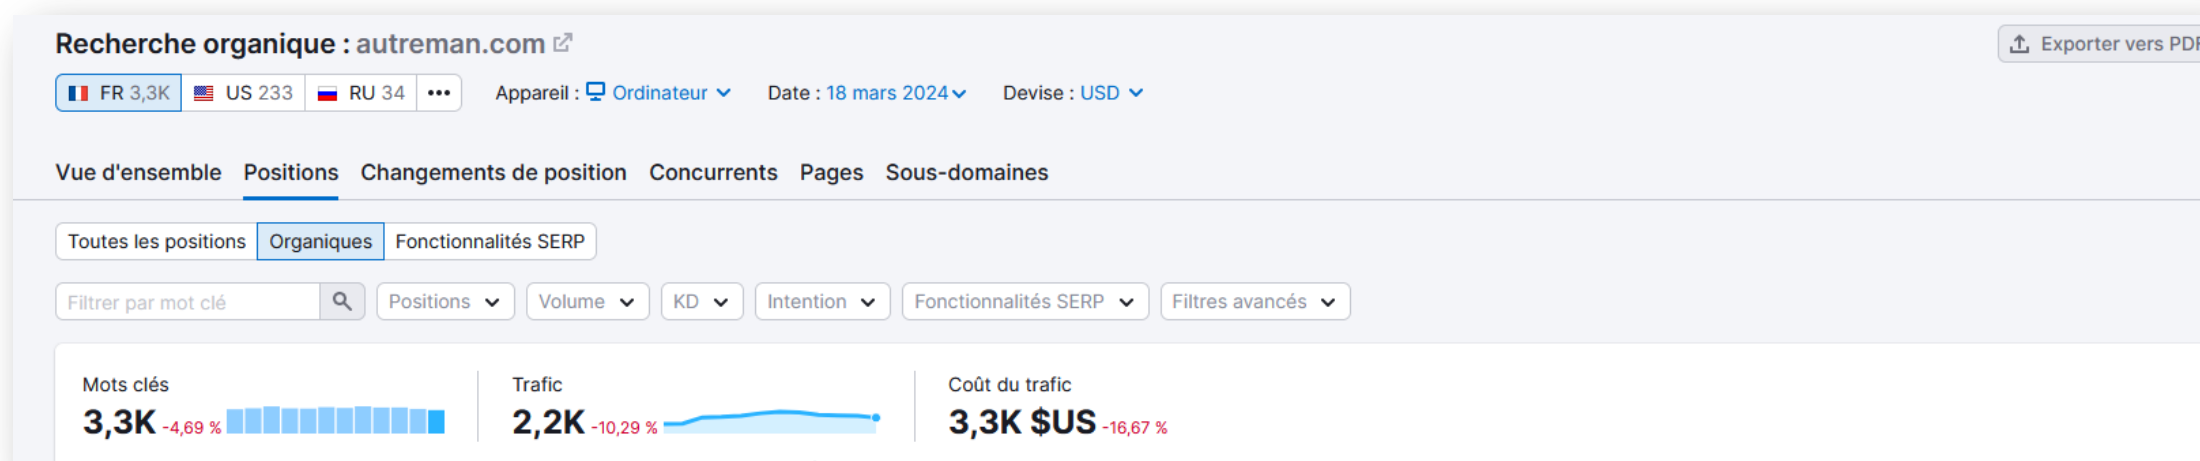 Recherche organique : autreman.com
Exporter vers PDF
FR 3,3K US 233 RU 34 ••• Appareil : Ordinateur Date : 18 mars 2024 Devise : USD
Vue d'ensemble Positions Changements de position Concurrents Pages Sous-domaines
Toutes les positions Organiques Fonctionnalités SERP
Filtrer par mot clé Positions Volume KD Intention Fonctionnalités SERP Filtres avancés
Mots clés
3,3K -4,69 %
Trafic
2,2K -10,29 %
Coût du trafic
3,3K $US -16,67 %